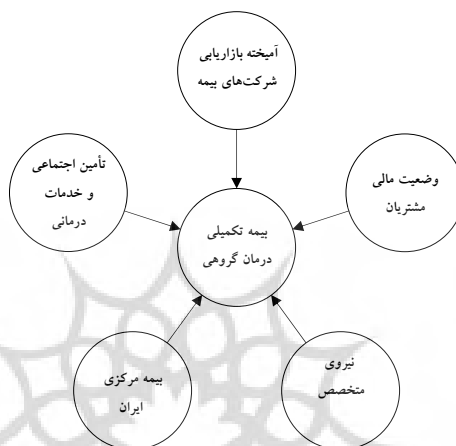 آمیخته بازاریابی
شرکت‌های بیمه
تأمین اجتماعی
و خدمات
درمانی
وضعیت مالی
مشتریان
بیمه تکمیلی
درمان گروهی
بیمه مرکزی
ایران
نیروی
متخصص